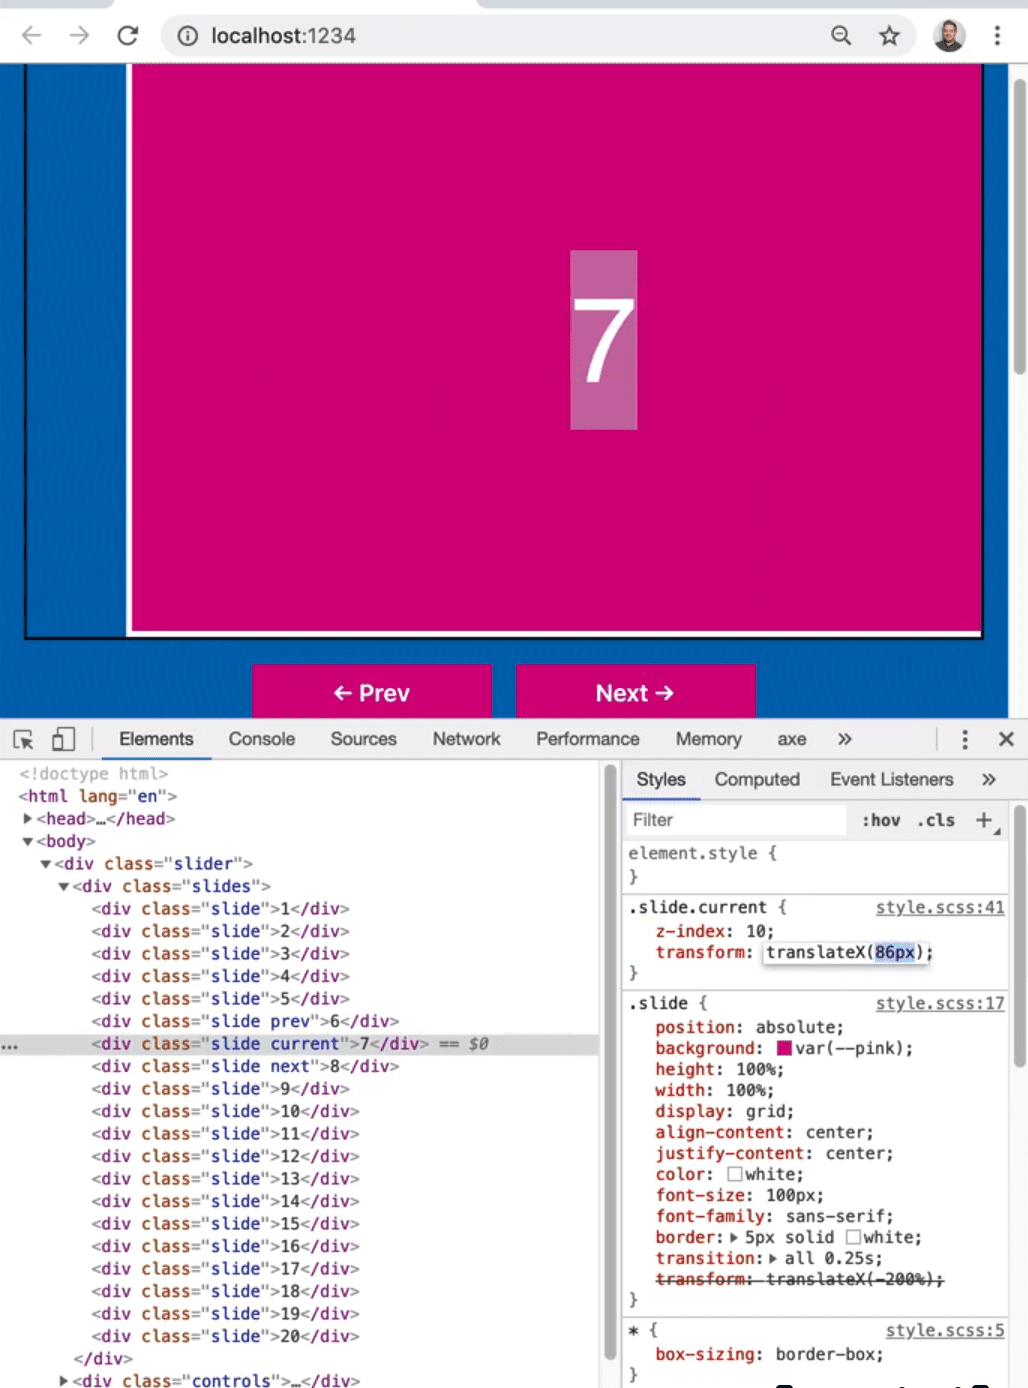 localhost:1234
7
← Prev
Next →
Elements Console Sources Network Performance Memory axe »
<!doctype html>
<html lang="en">
▶<head>…</head>
▼<body>
▼<div class="slider">
▼<div class="slides">
<div class="slide">1</div>
<div class="slide">2</div>
<div class="slide">3</div>
<div class="slide">4</div>
<div class="slide">5</div>
<div class="slide prev">6</div>
… <div class="slide current">7</div> == $0
<div class="slide next">8</div>
<div class="slide">9</div>
<div class="slide">10</div>
<div class="slide">11</div>
<div class="slide">12</div>
<div class="slide">13</div>
<div class="slide">14</div>
<div class="slide">15</div>
<div class="slide">16</div>
<div class="slide">17</div>
<div class="slide">18</div>
<div class="slide">19</div>
<div class="slide">20</div>
</div>
▶<div class="controls">…</div>
Styles Computed Event Listeners »
Filter :hov .cls +
element.style {
}
.slide.current { style.scss:41
z-index: 10;
transform: translateX(86px);
}
.slide { style.scss:17
position: absolute;
background: var(--pink);
height: 100%;
width: 100%;
display: grid;
align-content: center;
justify-content: center;
color: white;
font-size: 100px;
font-family: sans-serif;
border:▶ 5px solid white;
transition:▶ all 0.25s;
transform: translateX(-200%);
}
* { style.scss:5
box-sizing: border-box;
}